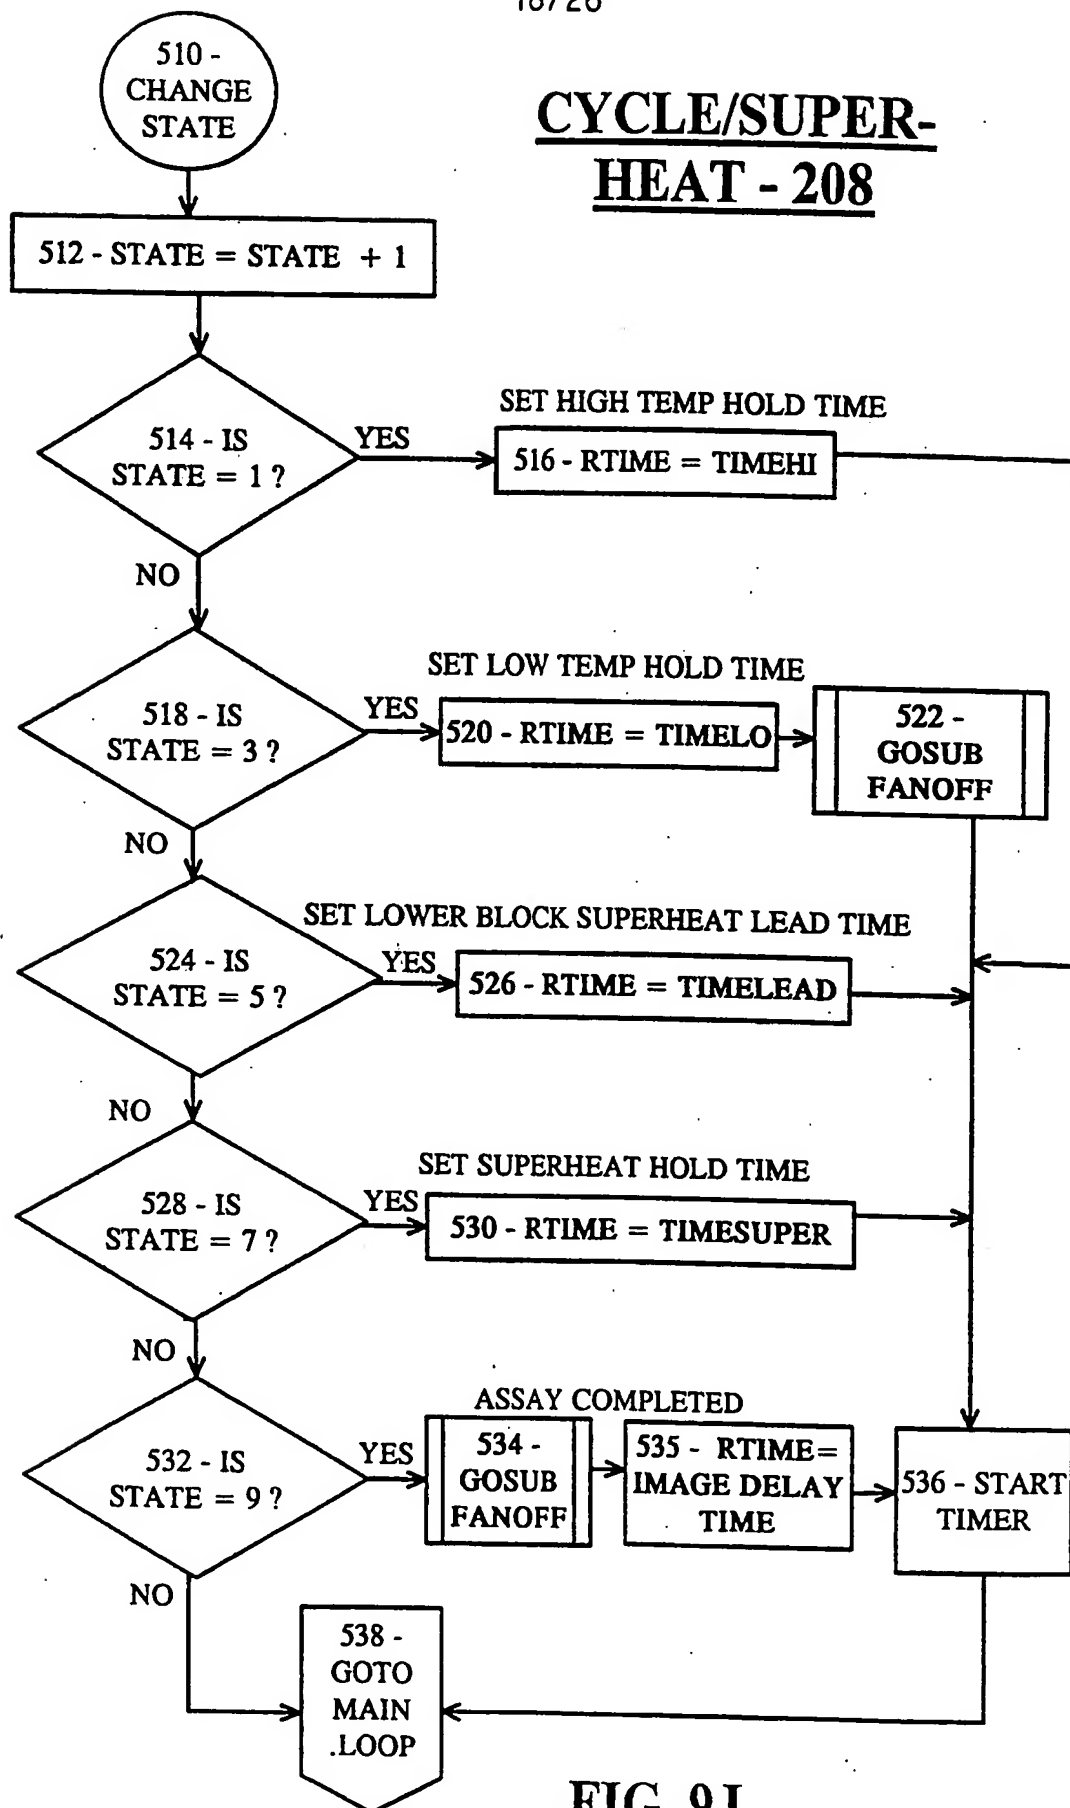 18/26
510 -
CHANGE
STATE
CYCLE/SUPER-
HEAT - 208
512 - STATE = STATE + 1
514 - IS
STATE = 1 ?
YES
SET HIGH TEMP HOLD TIME
516 - RTIME = TIMEHI
NO
518 - IS
STATE = 3 ?
YES
SET LOW TEMP HOLD TIME
520 - RTIME = TIMELO
522 -
GOSUB
FANOFF
NO
524 - IS
STATE = 5 ?
YES
SET LOWER BLOCK SUPERHEAT LEAD TIME
526 - RTIME = TIMELEAD
NO
528 - IS
STATE = 7 ?
YES
SET SUPERHEAT HOLD TIME
530 - RTIME = TIMESUPER
NO
532 - IS
STATE = 9 ?
YES
ASSAY COMPLETED
534 -
GOSUB
FANOFF
535 - RTIME=
IMAGE DELAY
TIME
536 - START
TIMER
NO
538 -
GOTO
MAIN
.LOOP